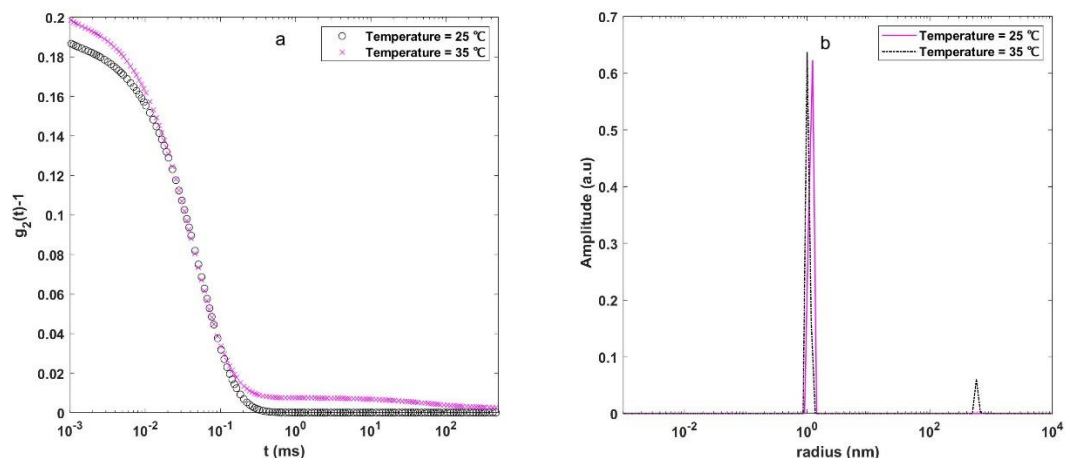 a
Temperature = 25 ℃
Temperature = 35 ℃
g2(t)-1
0.2
0.18
0.16
0.14
0.12
0.1
0.08
0.06
0.04
0.02
0
10-3
10-2
10-1
100
101
102
t (ms)
b
Temperature = 25 ℃
Temperature = 35 ℃
Amplitude (a.u)
0.7
0.6
0.5
0.4
0.3
0.2
0.1
0
10-2
100
102
104
radius (nm)